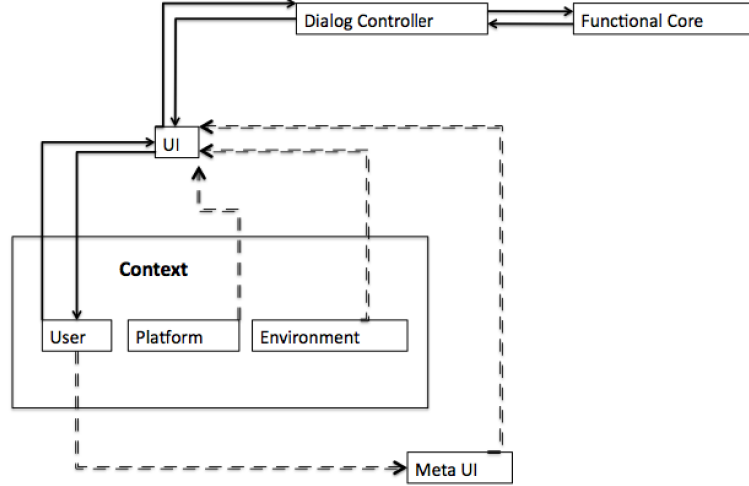 Dialog Controller
Functional Core
UI
Context
User
Platform
Environment
Meta UI